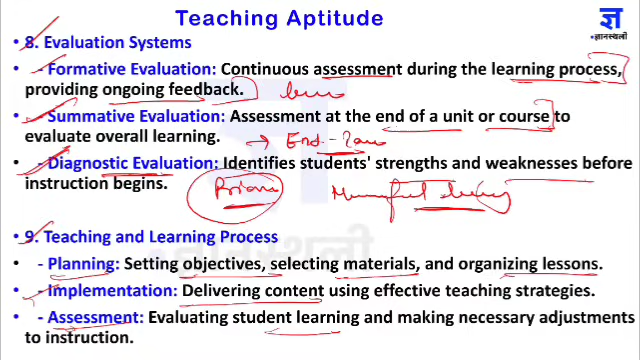 Teaching Aptitude
ज्ञ
ज्ञानस्थली
• 8. Evaluation Systems
• - Formative Evaluation: Continuous assessment during the learning process,
providing ongoing feedback.
• - Summative Evaluation: Assessment at the end of a unit or course to
evaluate overall learning.
• - Diagnostic Evaluation: Identifies students' strengths and weaknesses before
instruction begins.
• 9. Teaching and Learning Process
ज्ञानस्थली
• - Planning: Setting objectives, selecting materials, and organizing lessons.
• - Implementation: Delivering content using effective teaching strategies.
• - Assessment: Evaluating student learning and making necessary adjustments
to instruction.